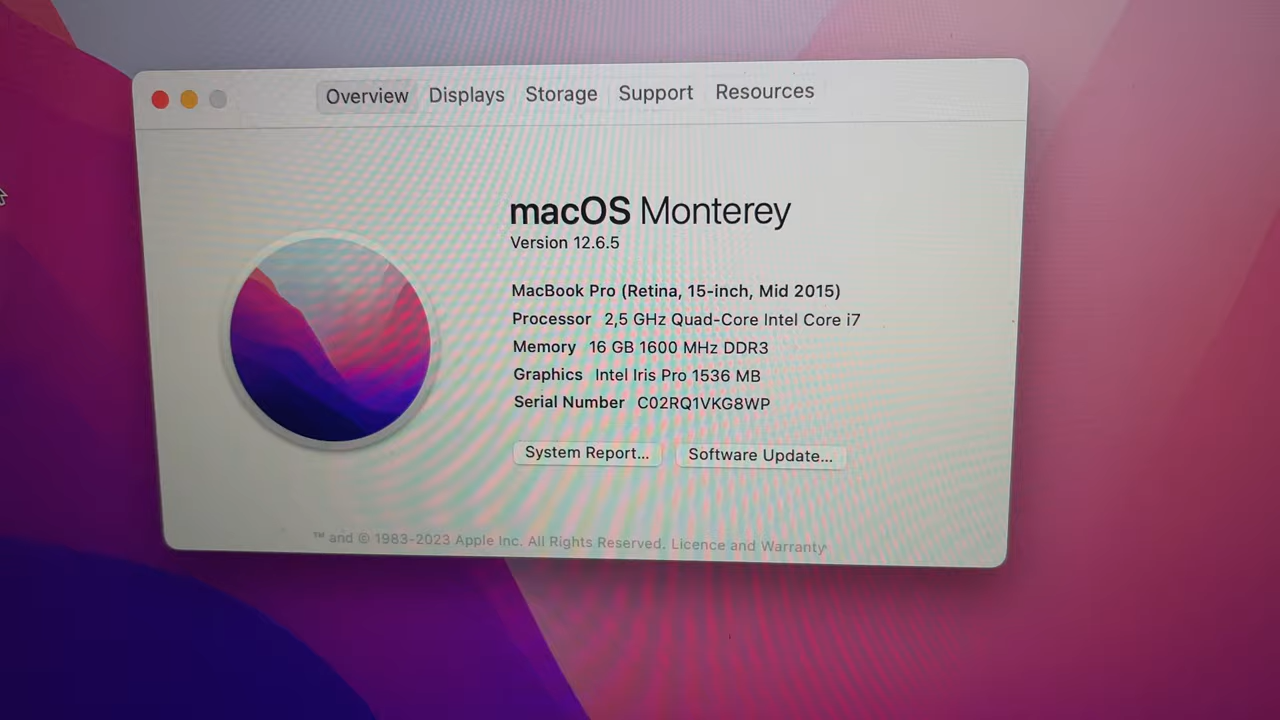 Overview Displays Storage Support Resources
macOS Monterey
Version 12.6.5
MacBook Pro (Retina, 15-inch, Mid 2015)
Processor 2,5 GHz Quad-Core Intel Core i7
Memory 16 GB 1600 MHz DDR3
Graphics Intel Iris Pro 1536 MB
Serial Number C02RQ1VKG8WP
System Report... Software Update...
™ and © 1983-2023 Apple Inc. All Rights Reserved. Licence and Warranty